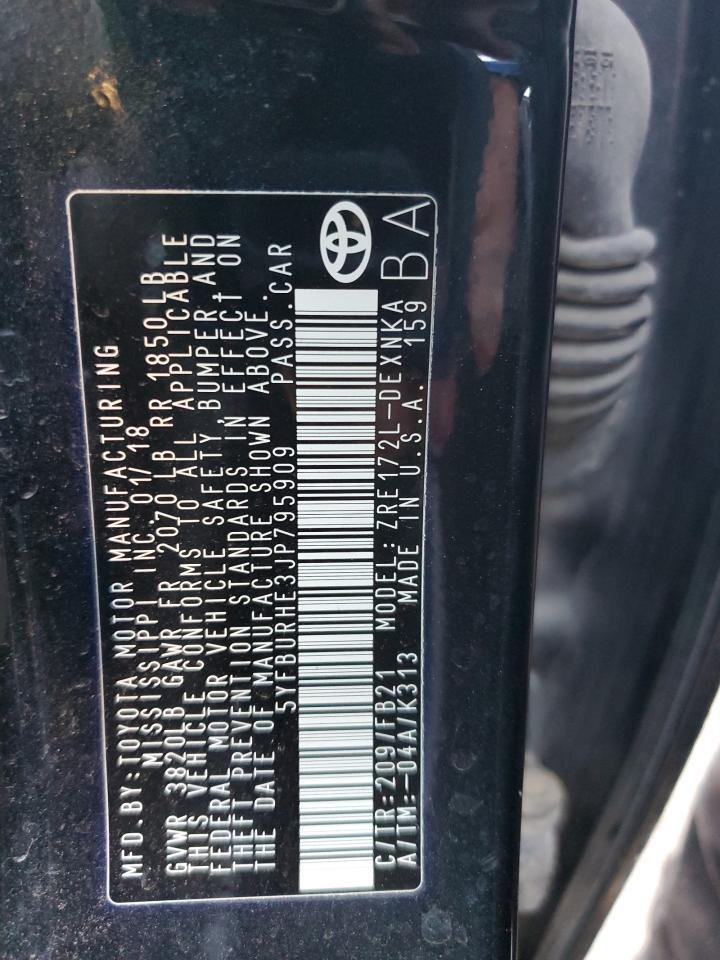 MFD.BY:TOYOTA MOTOR MANUFACTURING
MISSISSIPPI INC. 01/18
GVWR 3820LB GAWR FR 2070 LB RR 1850LB
THIS VEHICLE CONFORMS TO ALL APPLICABLE
FEDERAL MOTOR VEHICLE SAFETY, BUMPER, AND
THEFT PREVENTION STANDARDS IN EFFECT ON
THE DATE OF MANUFACTURE SHOWN ABOVE.
5YFBURHE3JP795909 PASS.CAR
C/TR:209/FB21 MODEL:ZRE172L-DEXNKA
A/TM:-04A/K313 MADE IN U.S.A. 159
BA